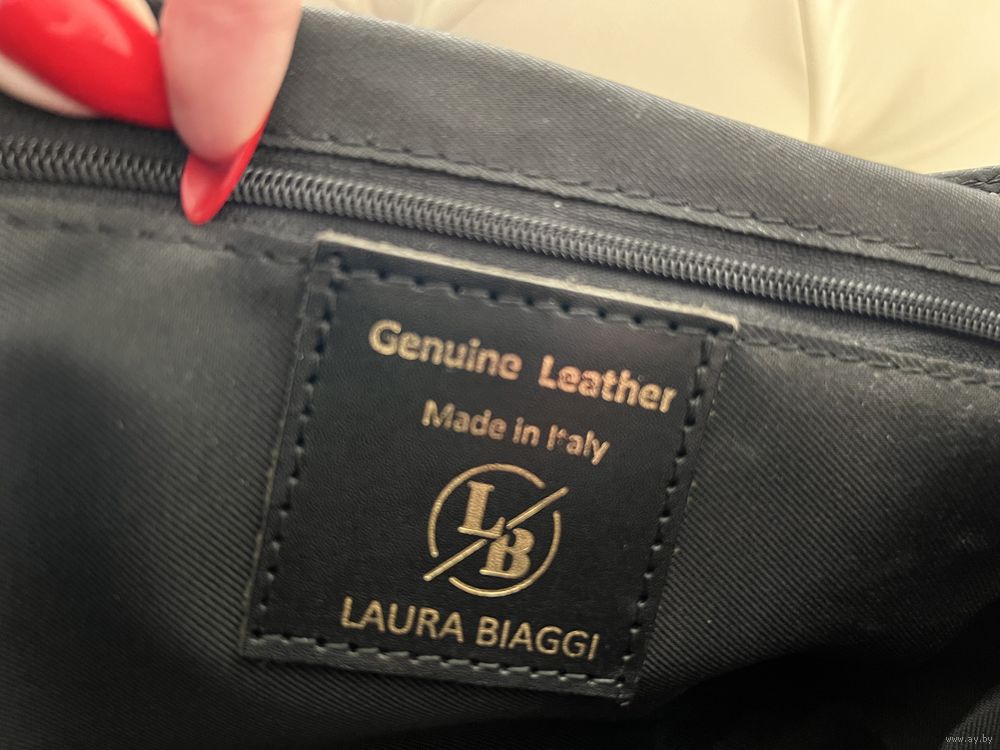 Genuine Leather
Made in Italy
LB
LAURA BIAGGI
www.ay.by